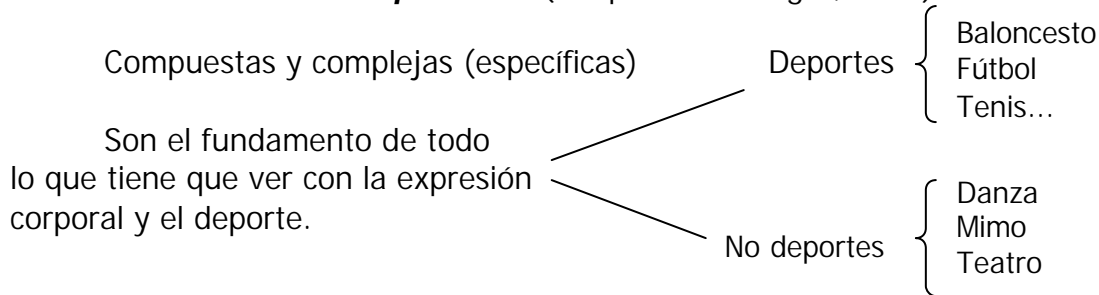 Compuestas y complejas (específicas)
Deportes
Baloncesto
Fútbol
Tenis…
Son el fundamento de todo
lo que tiene que ver con la expresión
corporal y el deporte.
No deportes
Danza
Mimo
Teatro